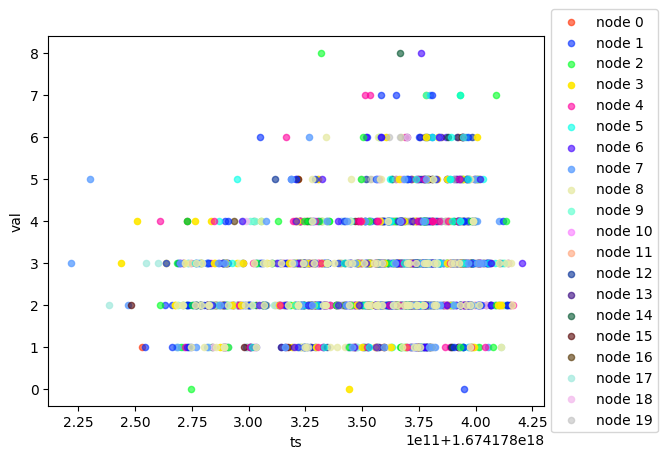 8
7
6
5
4
3
2
1
0
val
2.25 2.50 2.75 3.00 3.25 3.50 3.75 4.00 4.25
ts
1e11+1.674178e18
node 0
node 1
node 2
node 3
node 4
node 5
node 6
node 7
node 8
node 9
node 10
node 11
node 12
node 13
node 14
node 15
node 16
node 17
node 18
node 19